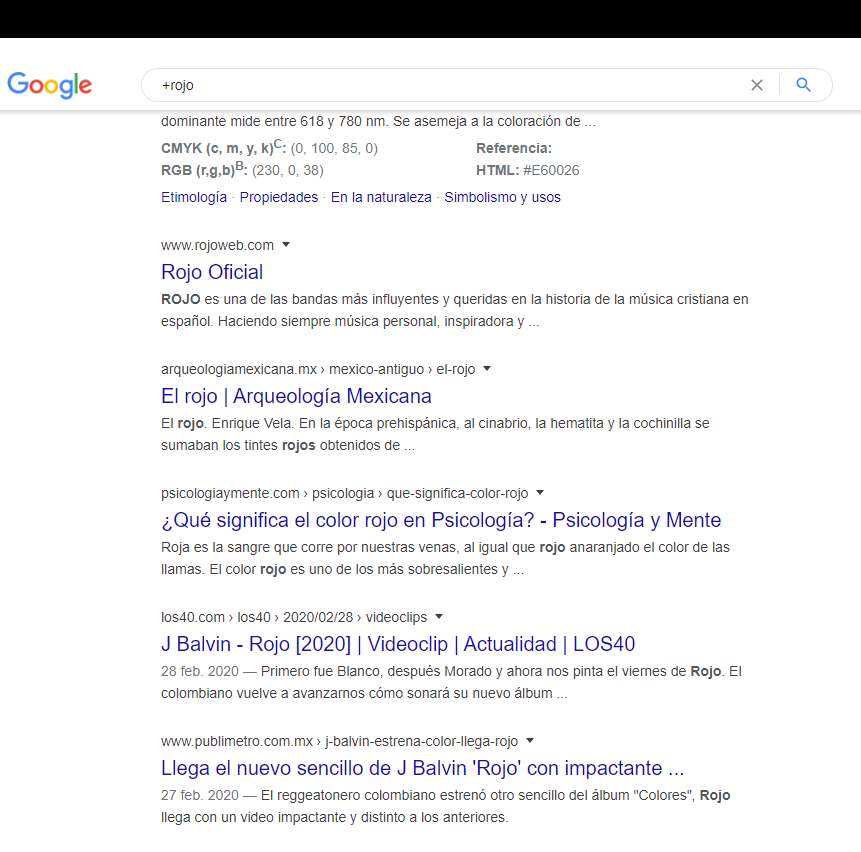 Google
+rojo
dominante mide entre 618 y 780 nm. Se asemeja a la coloración de ...
CMYK (c, m, y, k)C: (0, 100, 85, 0) Referencia:
RGB (r,g,b)B: (230, 0, 38) HTML: #E60026
Etimología · Propiedades · En la naturaleza · Simbolismo y usos
www.rojoweb.com
Rojo Oficial
ROJO es una de las bandas más influyentes y queridas en la historia de la música cristiana en
español. Haciendo siempre música personal, inspiradora y ...
arqueologiamexicana.mx › mexico-antiguo › el-rojo
El rojo | Arqueología Mexicana
El rojo. Enrique Vela. En la época prehispánica, al cinabrio, la hematita y la cochinilla se
sumaban los tintes rojos obtenidos de ...
psicologiaymente.com › psicologia › que-significa-color-rojo
¿Qué significa el color rojo en Psicología? - Psicología y Mente
Roja es la sangre que corre por nuestras venas, al igual que rojo anaranjado el color de las
llamas. El color rojo es uno de los más sobresalientes y ...
los40.com › los40 › 2020/02/28 › videoclips
J Balvin - Rojo [2020] | Videoclip | Actualidad | LOS40
28 feb. 2020 — Primero fue Blanco, después Morado y ahora nos pinta el viernes de Rojo. El
colombiano vuelve a avanzarnos cómo sonará su nuevo álbum ...
www.publimetro.com.mx › j-balvin-estrena-color-llega-rojo
Llega el nuevo sencillo de J Balvin 'Rojo' con impactante ...
27 feb. 2020 — El reggeatonero colombiano estrenó otro sencillo del álbum "Colores", Rojo
llega con un video impactante y distinto a los anteriores.